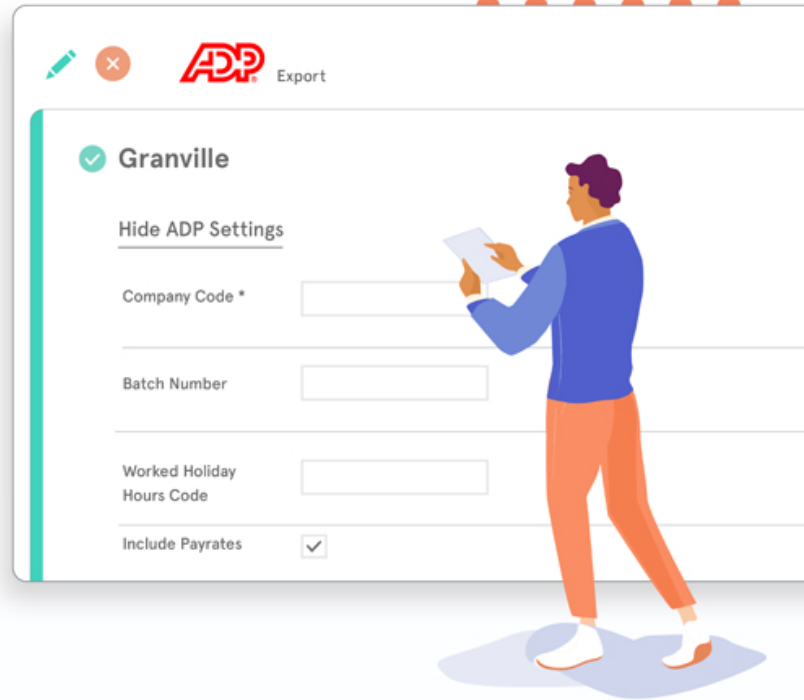 ADP
Export
Granville
Hide ADP Settings
Company Code *
Batch Number
Worked Holiday
Hours Code
Include Payrates